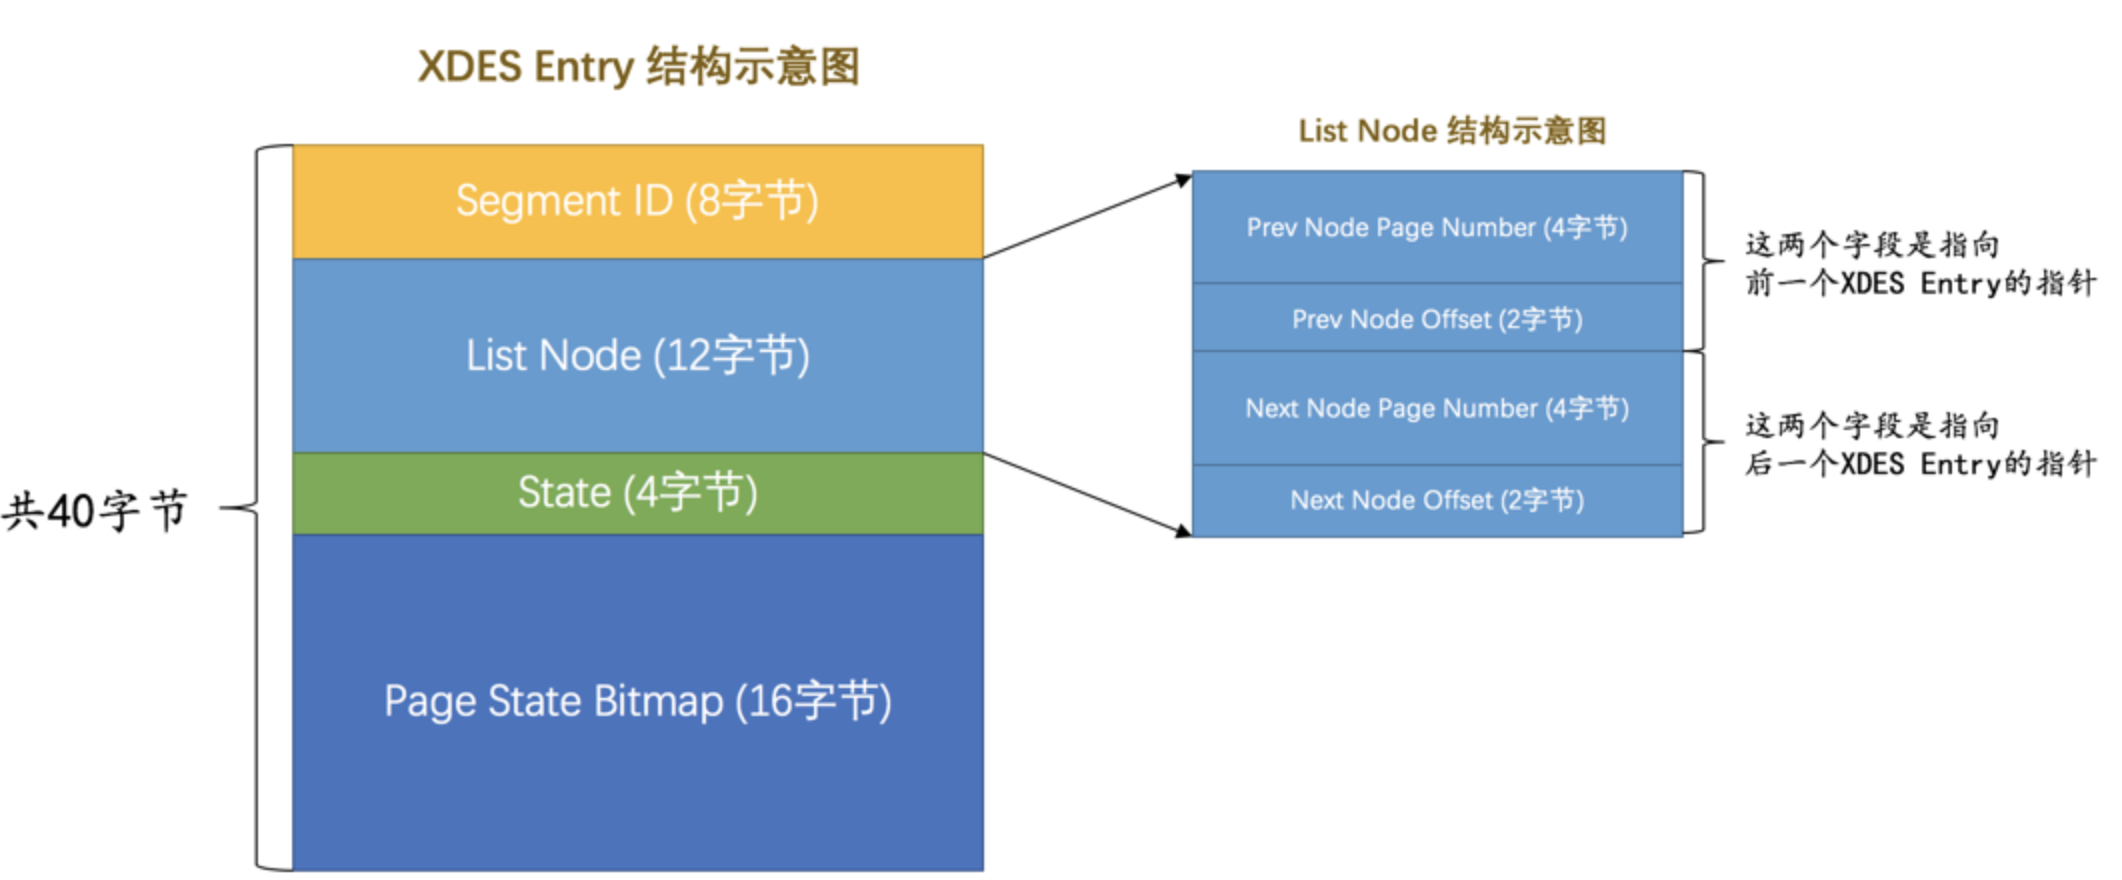 XDES Entry 结构示意图
共40字节
Segment ID (8字节)
List Node (12字节)
State (4字节)
Page State Bitmap (16字节)
List Node 结构示意图
Prev Node Page Number (4字节)
Prev Node Offset (2字节)
Next Node Page Number (4字节)
Next Node Offset (2字节)
这两个字段是指向
前一个XDES Entry的指针
这两个字段是指向
后一个XDES Entry的指针